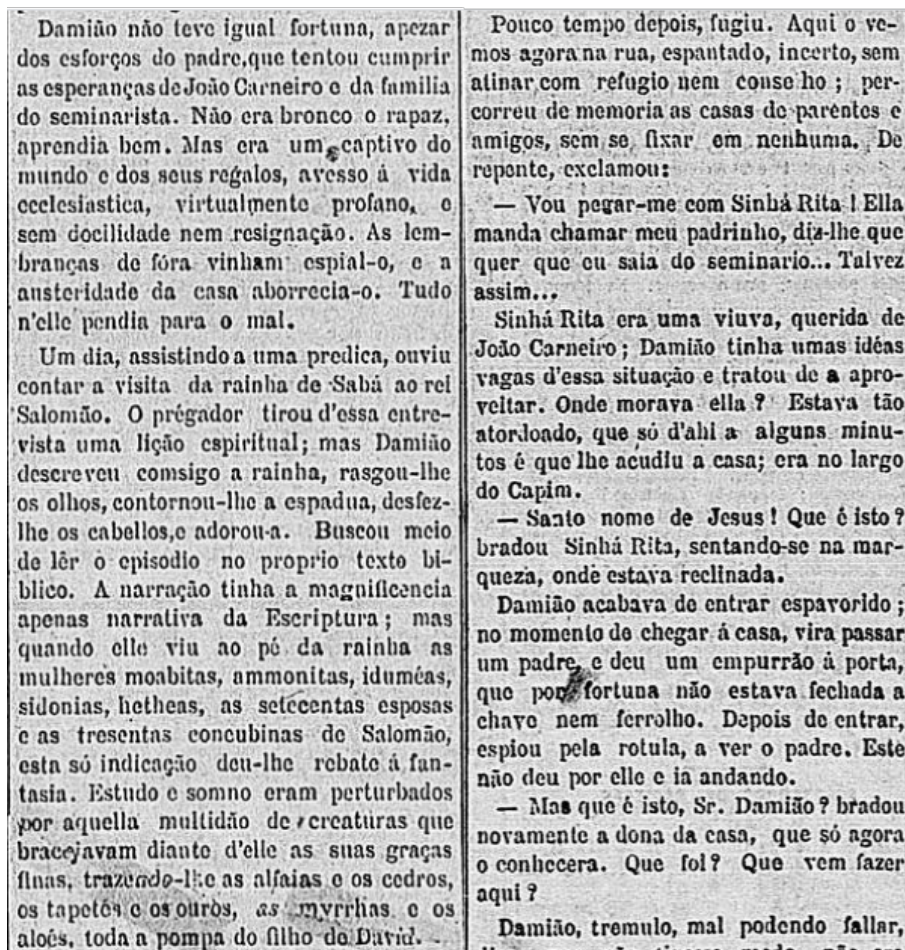 Damião não teve igual fortuna, apezar
dos esforços do padre,que tentou cumprir
as esperanças de João Carneiro e da familia
do seminarista. Não era bronco o rapaz,
aprendia bem. Mas era um captivo do
mundo e dos seus regalos, avesso á vida
ecclesiastica, virtualmente profano, e
sem docilidade nem resignação. As lem-
branças de fóra vinham espial-o, e a
austeridade da casa aborrecia-o. Tudo
n'elle pendia para o mal.
Um dia, assistindo a uma predica, ouviu
contar a visita da rainha de Sabá ao rei
Salomão. O prégador tirou d'essa entre-
vista uma lição espiritual; mas Damião
descreveu comsigo a rainha, rasgou-lhe
os olhos, contornou-lhe a espadua, desfez-
lhe os cabellos,e adorou-a. Buscou meio
de lêr o episodio no proprio texto bi-
blico. A narração tinha a magnificencia
apenas narrativa da Escriptura; mas
quando elle viu ao pé da rainha as
mulheres moabitas, ammonitas, iduméas,
sidonias, hetheas, as setecentas esposas
e as tresentas concubinas de Salomão,
esta só indicação deu-lhe rebate á fan-
tasia. Estudo e somno eram perturbados
por aquella multidão de creaturas que
bracejavam diante d'elle as suas graças
finas, trazendo-lhe as alfaias e os cedros,
os tapetes e os ouros, as myrrhas e os
aloés, toda a pompa do filho de David.
Pouco tempo depois, fugiu. Aqui o ve-
mos agora na rua, espantado, incerto, sem
atinar com refugio nem conse ho; per-
correu de memoria as casas de parentes e
amigos, sem se fixar em nenhuma. De
repente, exclamou:
— Vou pegar-me com Sinhá Rita! Ella
manda chamar meu padrinho, diz-lhe que
quer que eu saia do seminario... Talvez
assim...
Sinhá Rita era uma viuva, querida de
João Carneiro; Damião tinha umas idéas
vagas d'essa situação e tratou de a apro-
veitar. Onde morava ella? Estava tão
atordoado, que só d'ahi a alguns minu-
tos é que lhe acudiu a casa; era no largo
do Capim.
— Santo nome de Jesus! Que é isto?
bradou Sinhá Rita, sentando-se na mar-
queza, onde estava reclinada.
Damião acabava de entrar espavorido;
no momento de chegar á casa, vira passar
um padre, e deu um empurrão á porta,
que por fortuna não estava fechada a
chave nem ferrolho. Depois de entrar,
espiou pela rotula, a ver o padre. Este
não deu por elle e ia andando.
— Mas que é isto, Sr. Damião? bradou
novamente a dona da casa, que só agora
o conhecera. Que foi? Que vem fazer
aqui?
Damião, tremulo, mal podendo fallar,